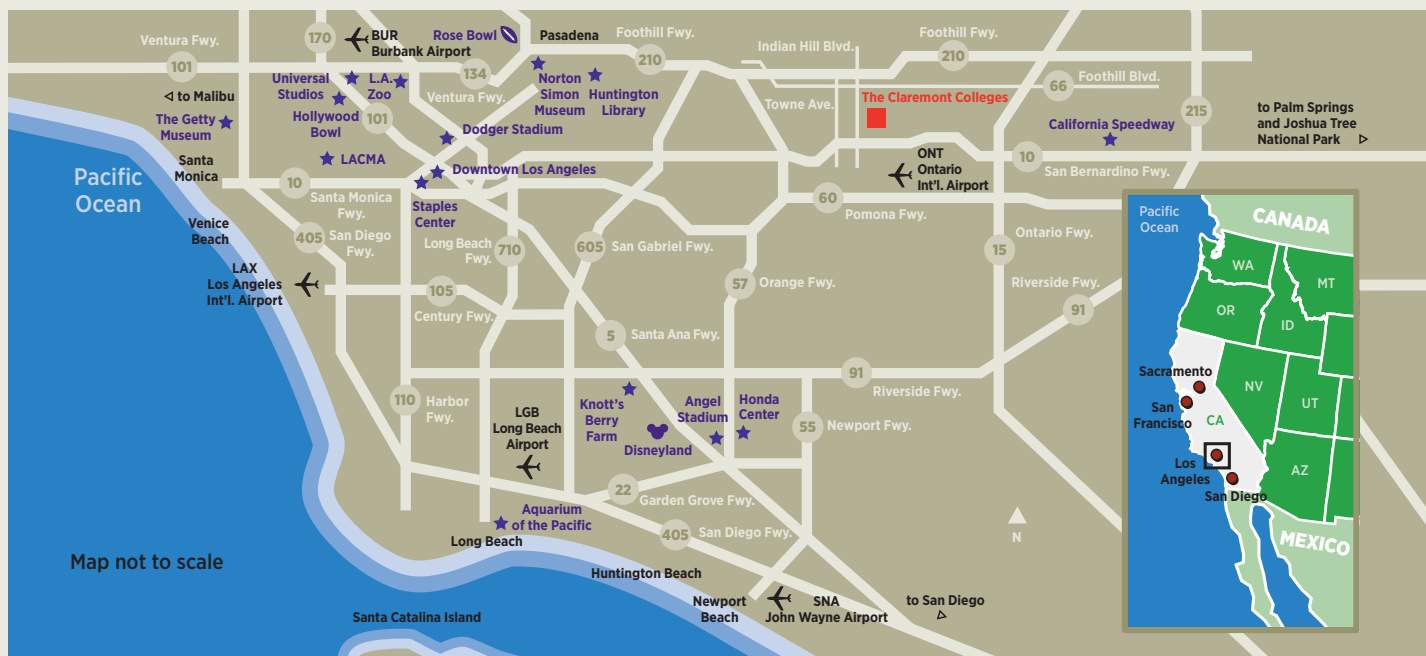 Ventura Fwy.
101
170
BUR
Burbank Airport
Rose Bowl
Pasadena
Foothill Fwy.
210
Indian Hill Blvd.
Foothill Fwy.
210
134
Ventura Fwy.
66
Foothill Blvd.
Universal
Studios
L.A.
Zoo
Norton
Simon
Museum
Huntington
Library
Towne Ave.
The Claremont Colleges
215
to Malibu
The Getty
Museum
Hollywood
Bowl
101
Dodger Stadium
California Speedway
to Palm Springs
and Joshua Tree
National Park
Santa
Monica
LACMA
Downtown Los Angeles
ONT
Ontario
Int'l. Airport
10
San Bernardino Fwy.
Pacific
Ocean
10
Santa Monica
Fwy.
Staples
Center
60
Pomona Fwy.
Venice
Beach
405
San Diego
Fwy.
Long Beach
Fwy.
710
605
San Gabriel Fwy.
15
Ontario Fwy.
LAX
Los Angeles
Int'l. Airport
105
Century Fwy.
57
Orange Fwy.
Riverside Fwy.
91
5
Santa Ana Fwy.
91
Riverside Fwy.
110
Harbor
Fwy.
LGB
Long Beach
Airport
Knott's
Berry
Farm
Disneyland
Angel
Stadium
Honda
Center
55
Newport Fwy.
22
Garden Grove Fwy.
Aquarium
of the Pacific
Long Beach
405
San Diego Fwy.
N
Map not to scale
Huntington Beach
Newport
Beach
SNA
John Wayne Airport
to San Diego
Santa Catalina Island
Pacific
Ocean
CANADA
WA
MT
OR
ID
Sacramento
NV
UT
San
Francisco
CA
Los
Angeles
AZ
San Diego
MEXICO